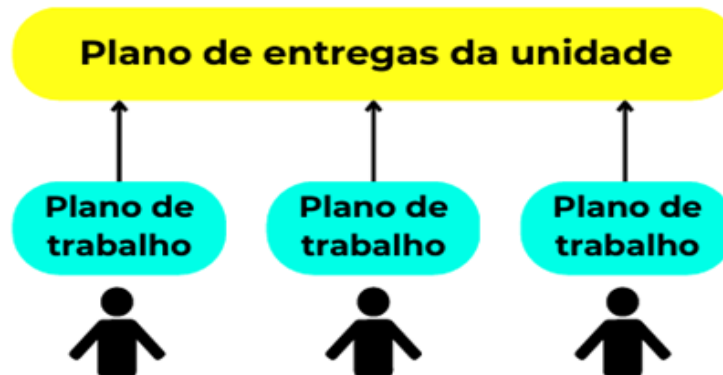 Plano de entregas da unidade
Plano de
trabalho
Plano de
trabalho
Plano de
trabalho